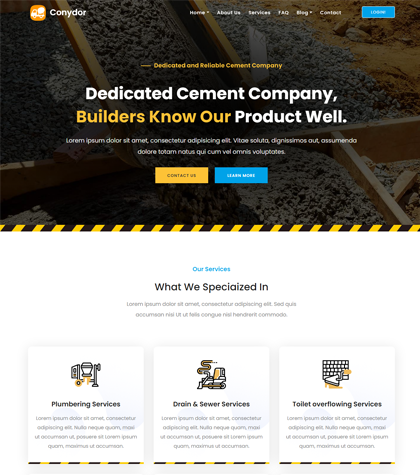 Conydor
Home About Us Services FAQ Blog Contact
LOGIN
Dedicated and Reliable Cement Company
Dedicated Cement Company,
Builders Know Our Product Well.
Lorem ipsum dolor sit amet, consectetur adipisicing elit. Vitae soluta, dignissimos aut, assumenda
dolore totam natus qui cum vel omnis voluptates.
CONTACT US
LEARN MORE
Our Services
What We Speciaized In
Lorem ipsum dolor sit amet, consectetur adipiscing elit. Sed quis
accumsan nisi Ut ut felis congue nisl hendrerit commodo.
Plumbering Services
Lorem ipsum dolor sit amet, consectetur
adipiscing elit. Nulla neque quam, maxi
ut accumsan ut, posuere sit Lorem ipsum
quam, maximus ut accumsan ut.
Drain & Sewer Services
Lorem ipsum dolor sit amet, consectetur
adipiscing elit. Nulla neque quam, maxi
ut accumsan ut, posuere sit Lorem ipsum
quam, maximus ut accumsan ut.
Toilet overflowing Services
Lorem ipsum dolor sit amet, consectetur
adipiscing elit. Nulla neque quam, maxi
ut accumsan ut, posuere sit Lorem ipsum
quam, maximus ut accumsan ut.